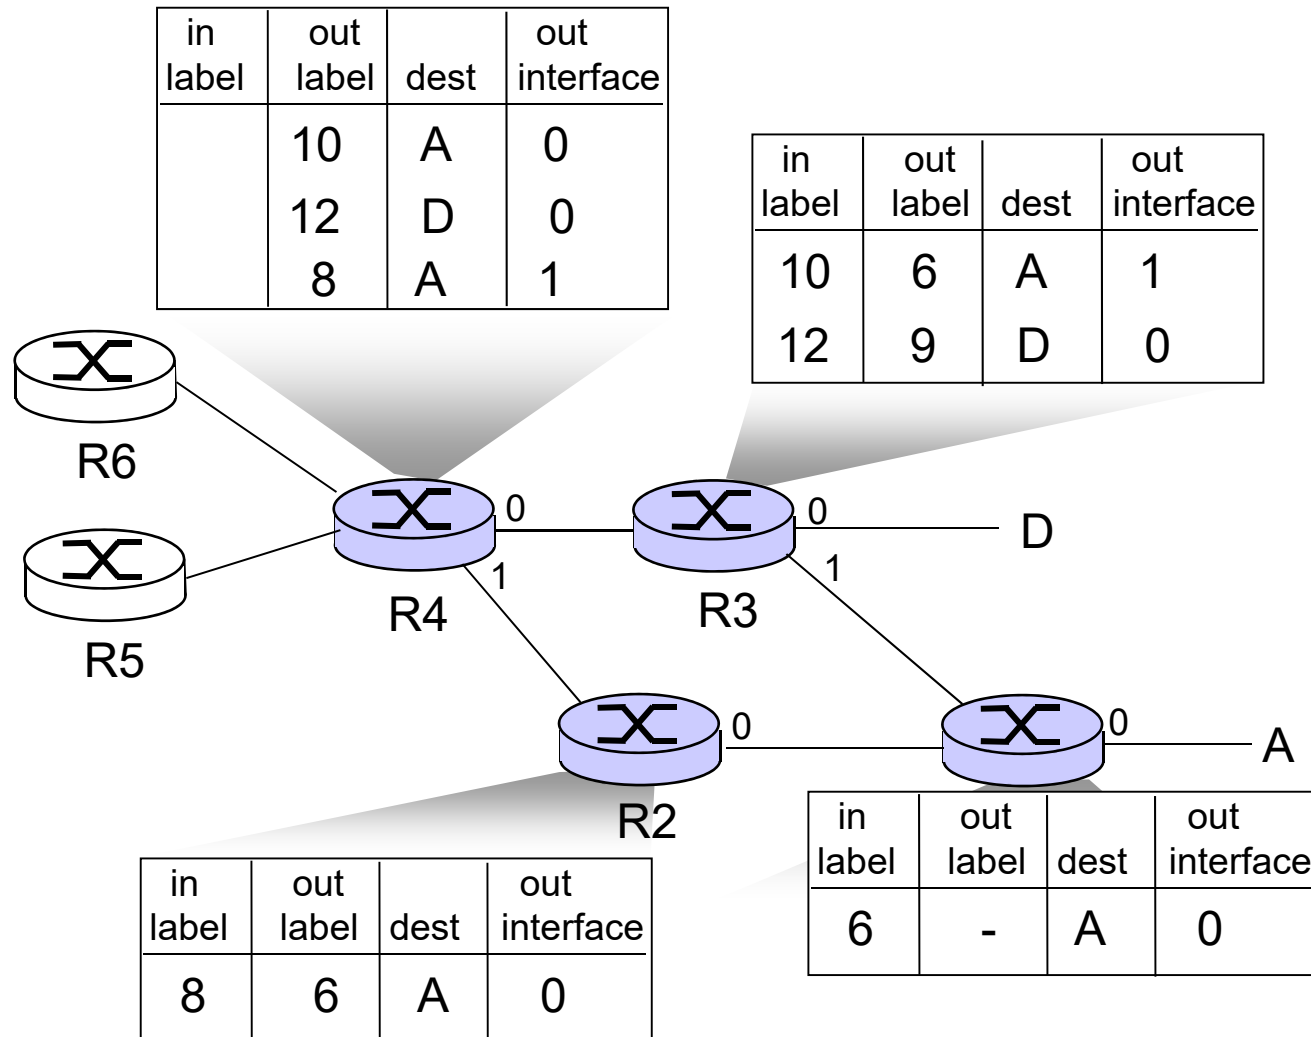 in out out
label label dest interface
10 A 0
12 D 0
8 A 1
in out out
label label dest interface
10 6 A 1
12 9 D 0
R6
R5
R4
0
1
R3
0
1
D
R2
0
0
A
in out out
label label dest interface
8 6 A 0
in out out
label label dest interface
6 - A 0